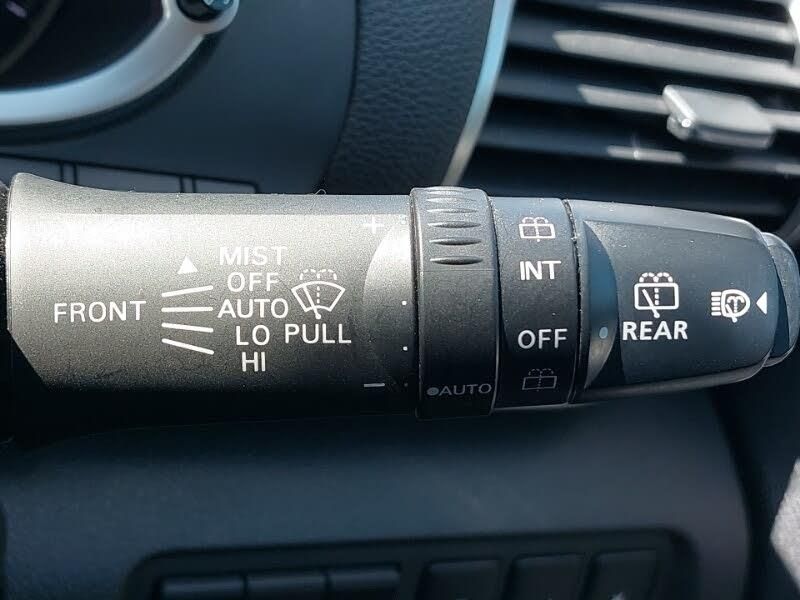 FRONT
MIST
OFF
AUTO
LO
HI
PULL
+
−
●AUTO
INT
OFF
REAR